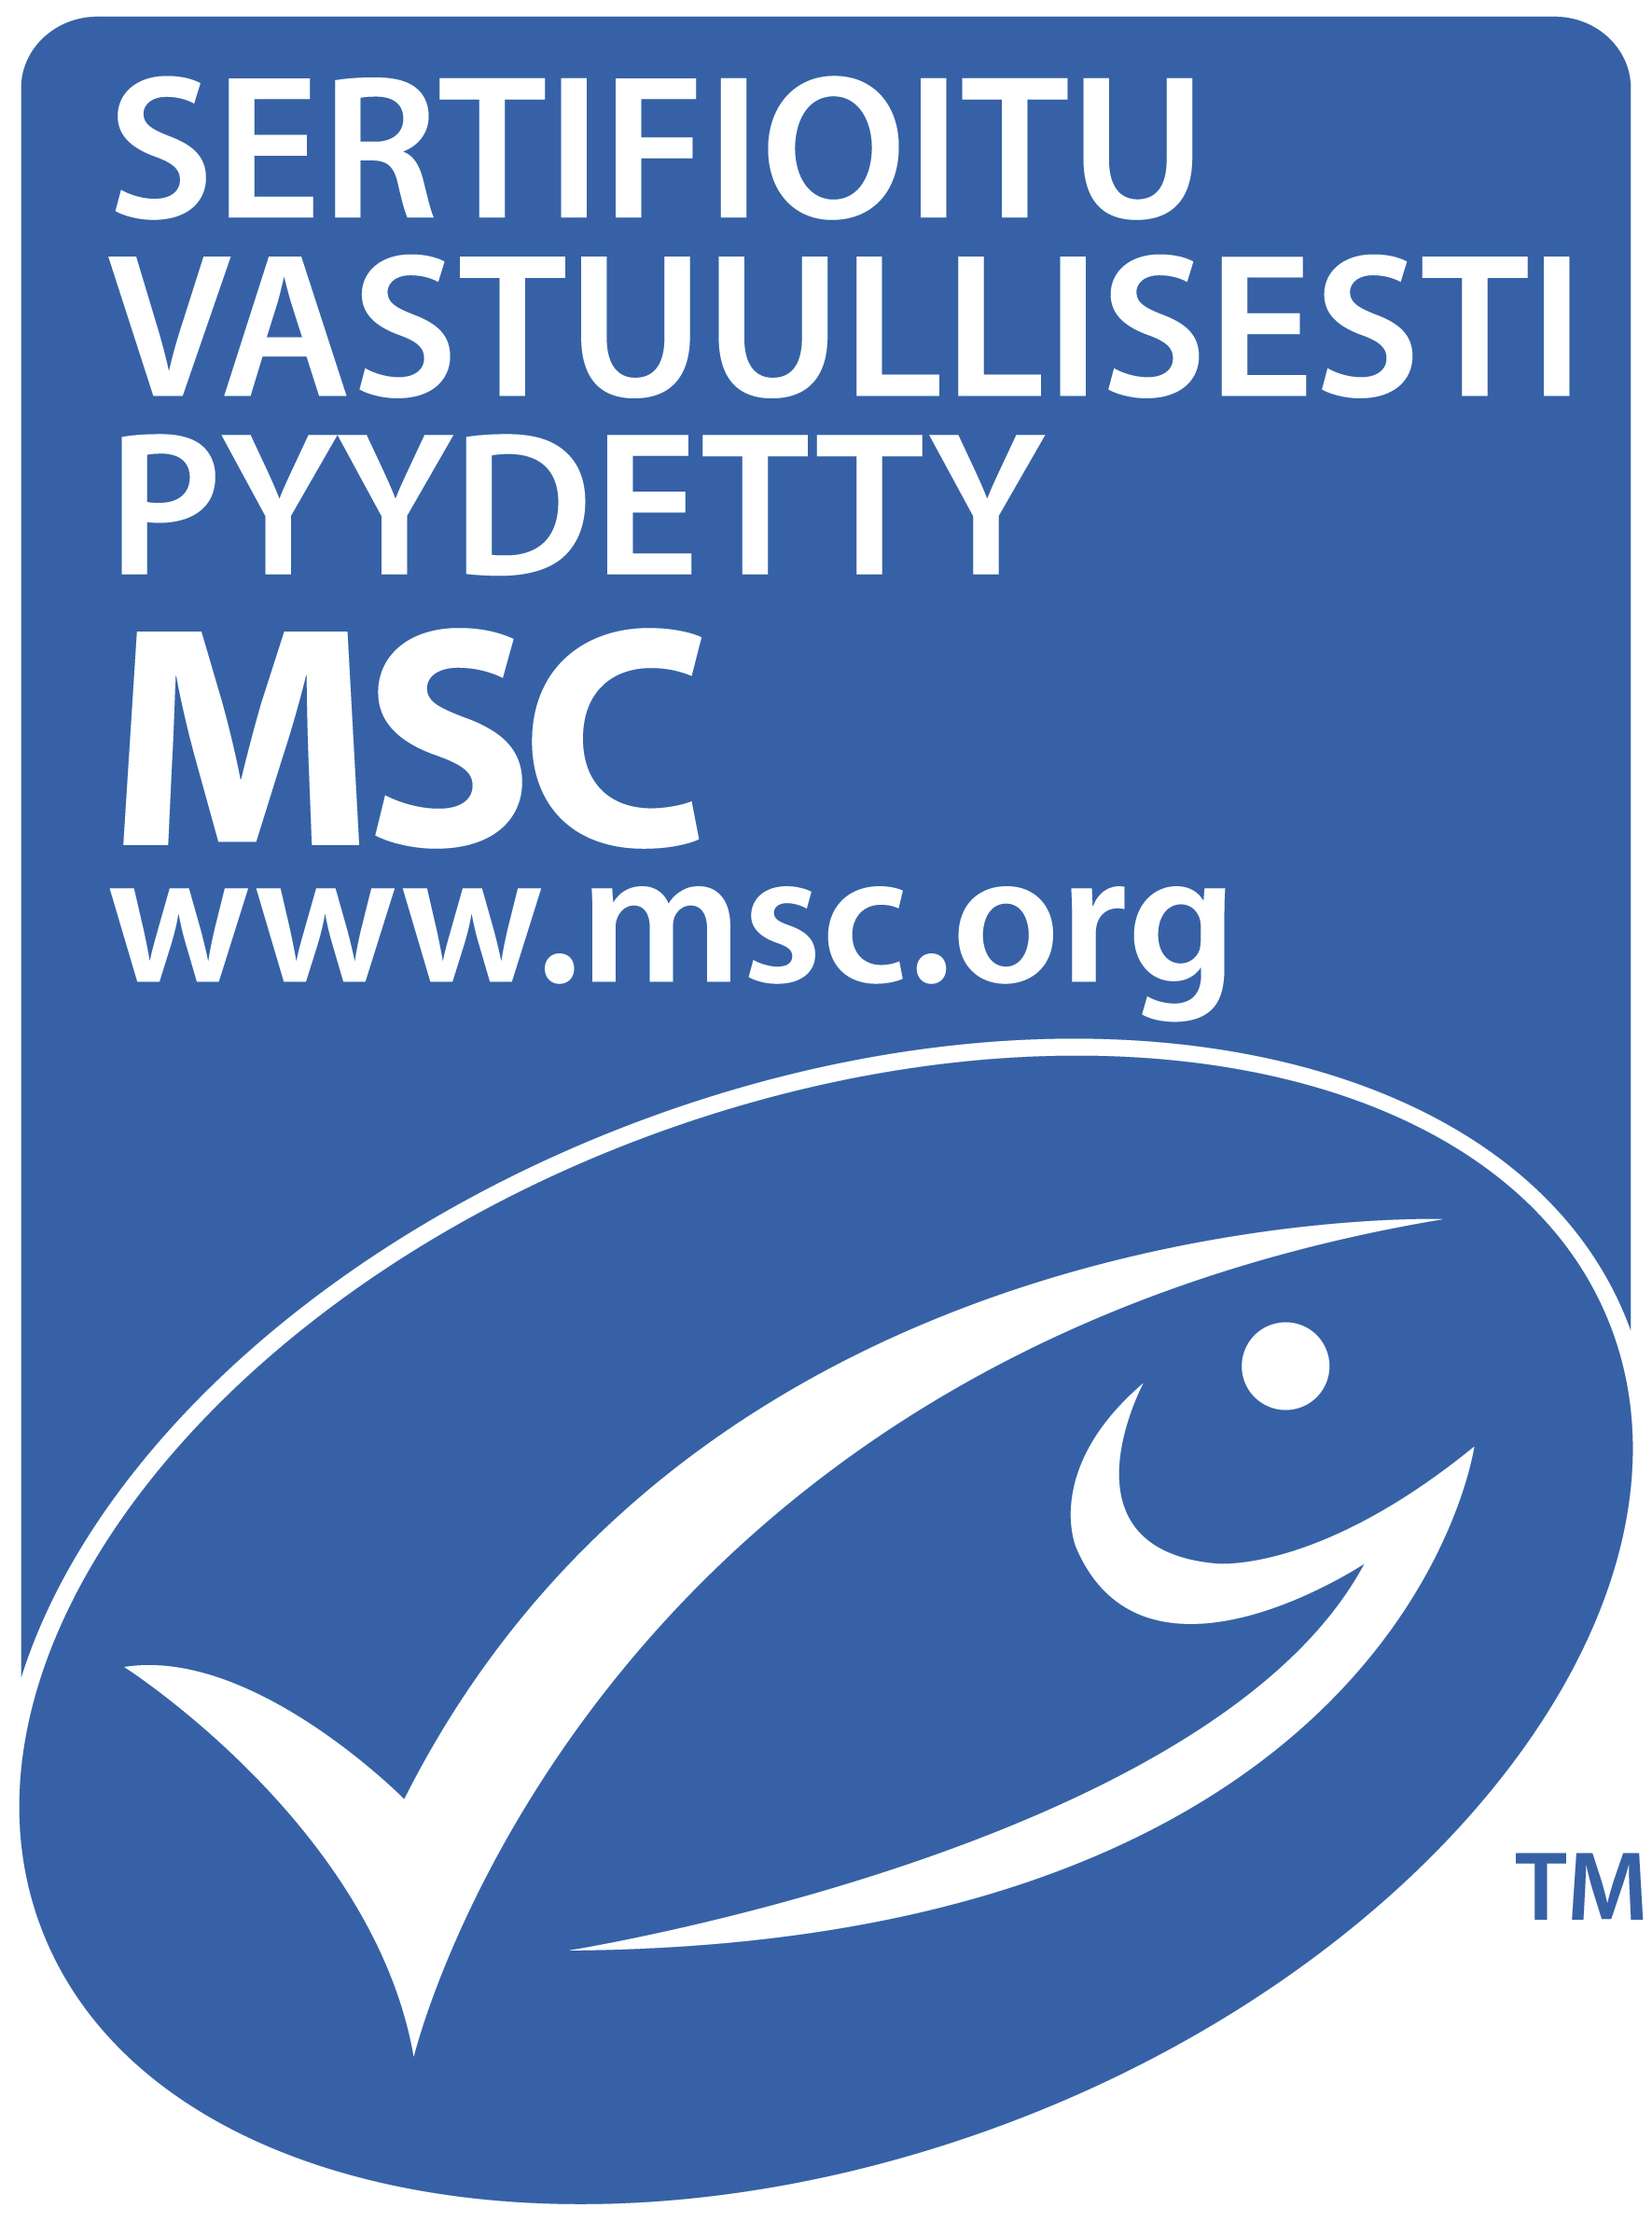 SERTIFIOITU
VASTUULLISESTI
PYYDETTY
MSC
www.msc.org
TM